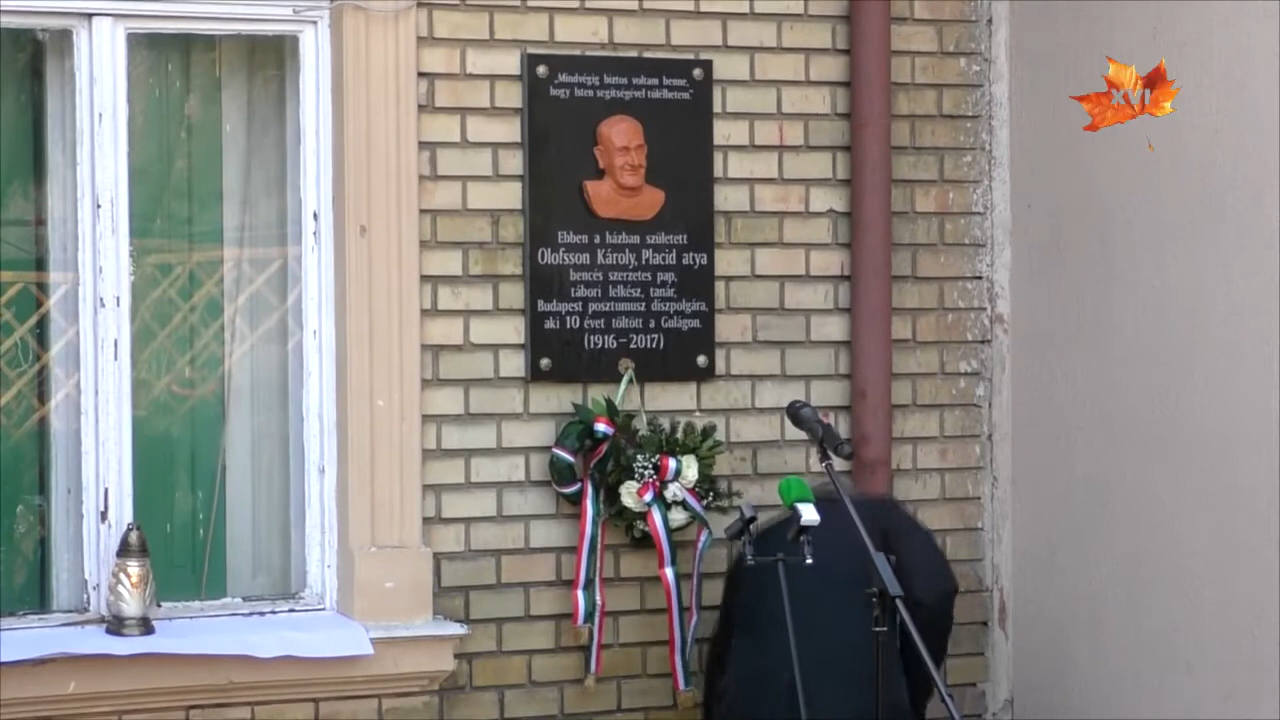 „Mindvégig biztos voltam benne,
hogy Isten segítségével túlélhetem."
Ebben a házban született
Olofsson Károly, Placid atya
bencés szerzetes pap,
tábori lelkész, tanár,
Budapest posztumusz díszpolgára,
aki 10 évet töltött a Gulágon.
(1916-2017)
XVI